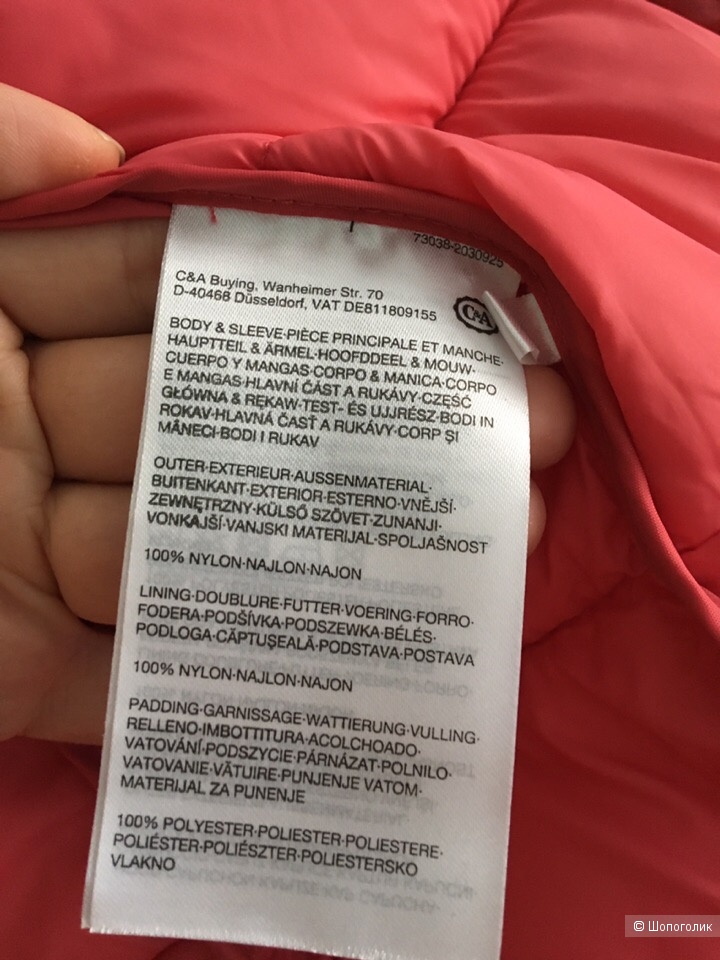 73038-2030925
C&A Buying, Wanheimer Str. 70
D-40468 Düsseldorf, VAT DE811809155
C&A
BODY & SLEEVE·PIÈCE PRINCIPALE ET MANCHE·
HAUPTTEIL & ÄRMEL·HOOFDDEEL & MOUW·
CUERPO Y MANGAS·CORPO & MANICA·CORPO
E MANGAS·HLAVNÍ ČÁST A RUKÁVY·CZĘŚĆ
GŁÓWNA & RĘKAW·TEST- ÉS UJJRÉSZ·BODI IN
ROKAV·HLAVNÁ ČASŤ A RUKÁVY·CORP ȘI
MÂNECI·BODI I RUKAV
OUTER·EXTERIEUR·AUSSENMATERIAL·
BUITENKANT·EXTERIOR·ESTERNO·VNĚJŠÍ·
ZEWNĘTRZNY·KÜLSŐ SZÖVET·ZUNANJI·
VONKAJŠÍ·VANJSKI MATERIJAL·SPOLJAŠNOST
100% NYLON·NAJLON·NAJON
LINING·DOUBLURE·FUTTER·VOERING·FORRO·
FODERA·PODŠÍVKA·PODSZEWKA·BÉLÉS·
PODLOGA·CĂPTUȘEALĂ·PODSTAVA·POSTAVA
100% NYLON·NAJLON·NAJON
PADDING·GARNISSAGE·WATTIERUNG·VULLING·
RELLENO·IMBOTTITURA·ACOLCHOADO·
VATOVÁNÍ·PODSZYCIE·PÁRNÁZAT·POLNILO·
VATOVANIE·VĂTUIRE·PUNJENJE VATOM·
MATERIJAL ZA PUNENJE
100% POLYESTER·POLIESTER·POLIESTERE·
POLIÉSTER·POLIÉSZTER·POLIESTERSKO
VLAKNO
© Шопоголик